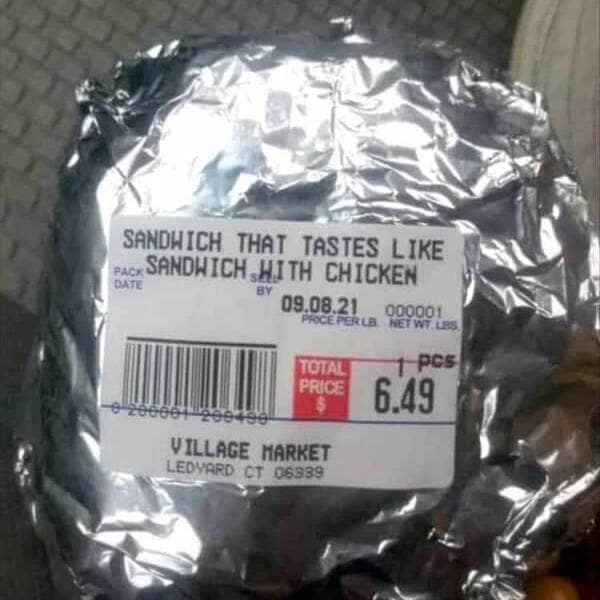 SANDWICH THAT TASTES LIKE
SANDWICH WITH CHICKEN
PACK DATE
SELL BY
09.08.21 000001
PRICE PER LB. NET WT. LBS.
1 PCS
TOTAL PRICE $ 6.49
0 200001 200490
VILLAGE MARKET
LEDYARD CT 06339